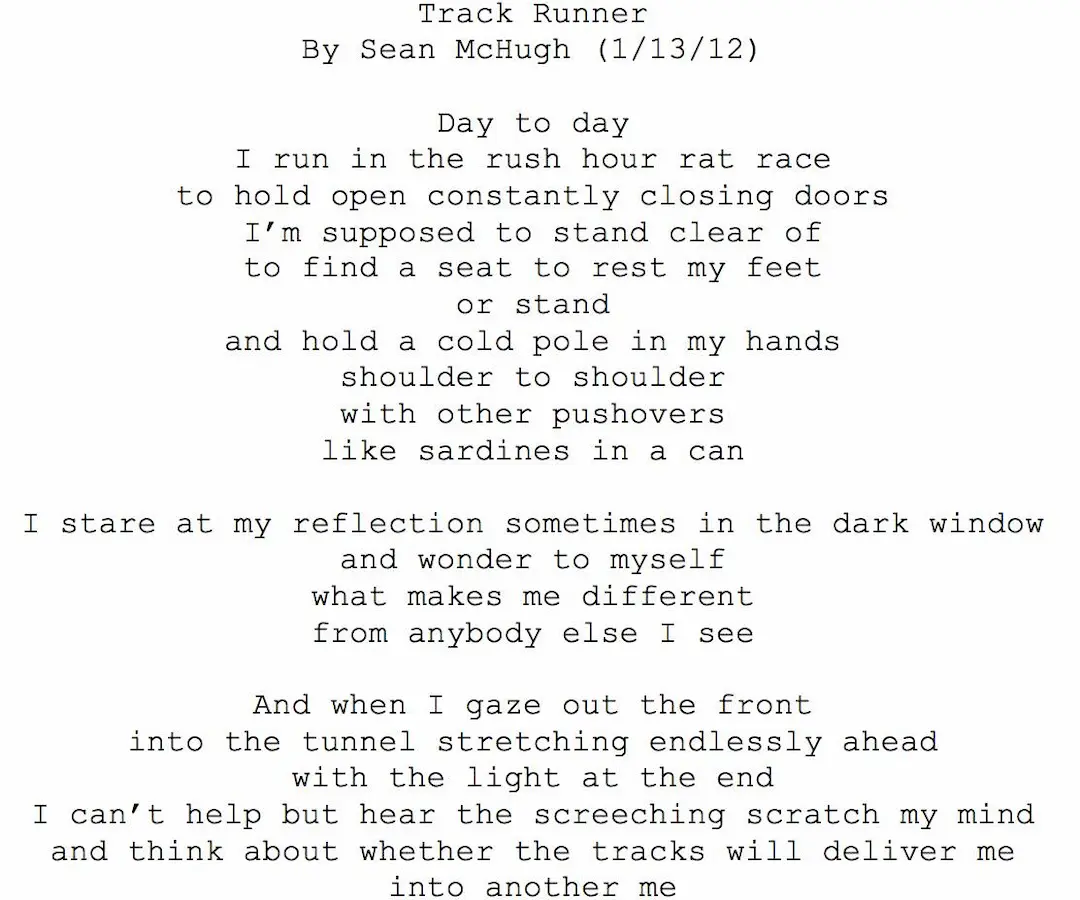 Track Runner
By Sean McHugh (1/13/12)
Day to day
I run in the rush hour rat race
to hold open constantly closing doors
I’m supposed to stand clear of
to find a seat to rest my feet
or stand
and hold a cold pole in my hands
shoulder to shoulder
with other pushovers
like sardines in a can
I stare at my reflection sometimes in the dark window
and wonder to myself
what makes me different
from anybody else I see
And when I gaze out the front
into the tunnel stretching endlessly ahead
with the light at the end
I can’t help but hear the screeching scratch my mind
and think about whether the tracks will deliver me
into another me